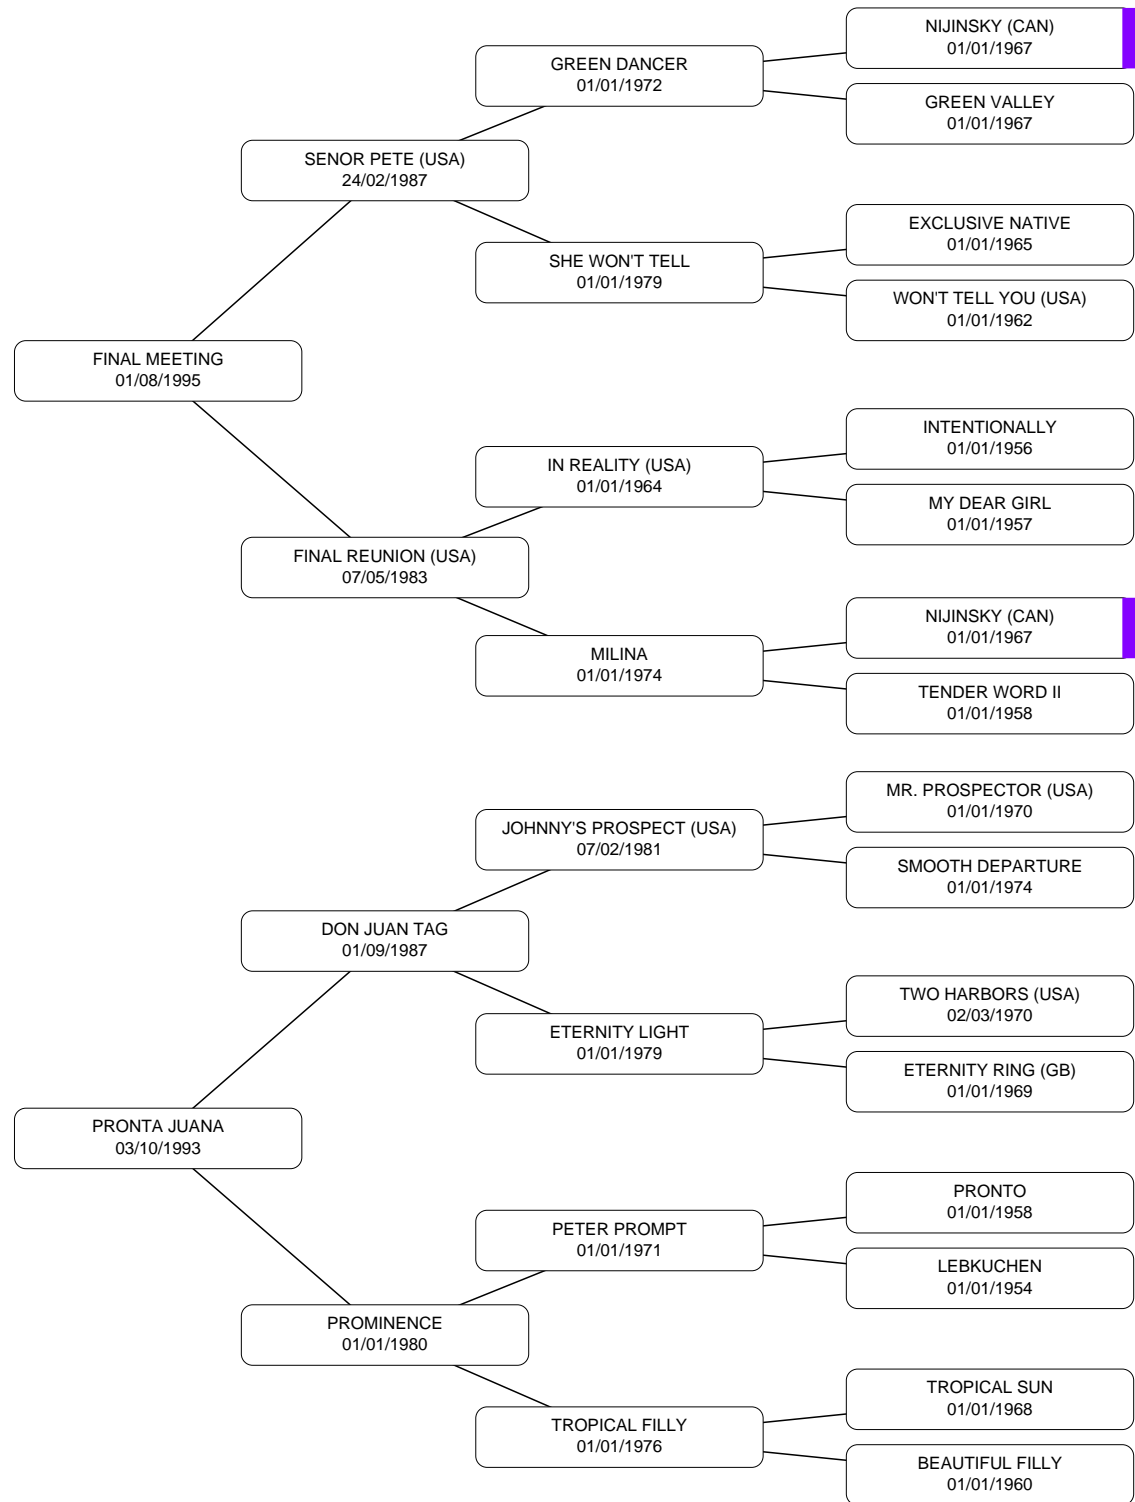 NIJINSKY (CAN)
01/01/1967
GREEN DANCER
01/01/1972
GREEN VALLEY
01/01/1967
SENOR PETE (USA)
24/02/1987
EXCLUSIVE NATIVE
01/01/1965
SHE WON'T TELL
01/01/1979
WON'T TELL YOU (USA)
01/01/1962
FINAL MEETING
01/08/1995
INTENTIONALLY
01/01/1956
IN REALITY (USA)
01/01/1964
MY DEAR GIRL
01/01/1957
FINAL REUNION (USA)
07/05/1983
NIJINSKY (CAN)
01/01/1967
MILINA
01/01/1974
TENDER WORD II
01/01/1958
MR. PROSPECTOR (USA)
01/01/1970
JOHNNY'S PROSPECT (USA)
07/02/1981
SMOOTH DEPARTURE
01/01/1974
DON JUAN TAG
01/09/1987
TWO HARBORS (USA)
02/03/1970
ETERNITY LIGHT
01/01/1979
ETERNITY RING (GB)
01/01/1969
PRONTA JUANA
03/10/1993
PRONTO
01/01/1958
PETER PROMPT
01/01/1971
LEBKUCHEN
01/01/1954
PROMINENCE
01/01/1980
TROPICAL SUN
01/01/1968
TROPICAL FILLY
01/01/1976
BEAUTIFUL FILLY
01/01/1960